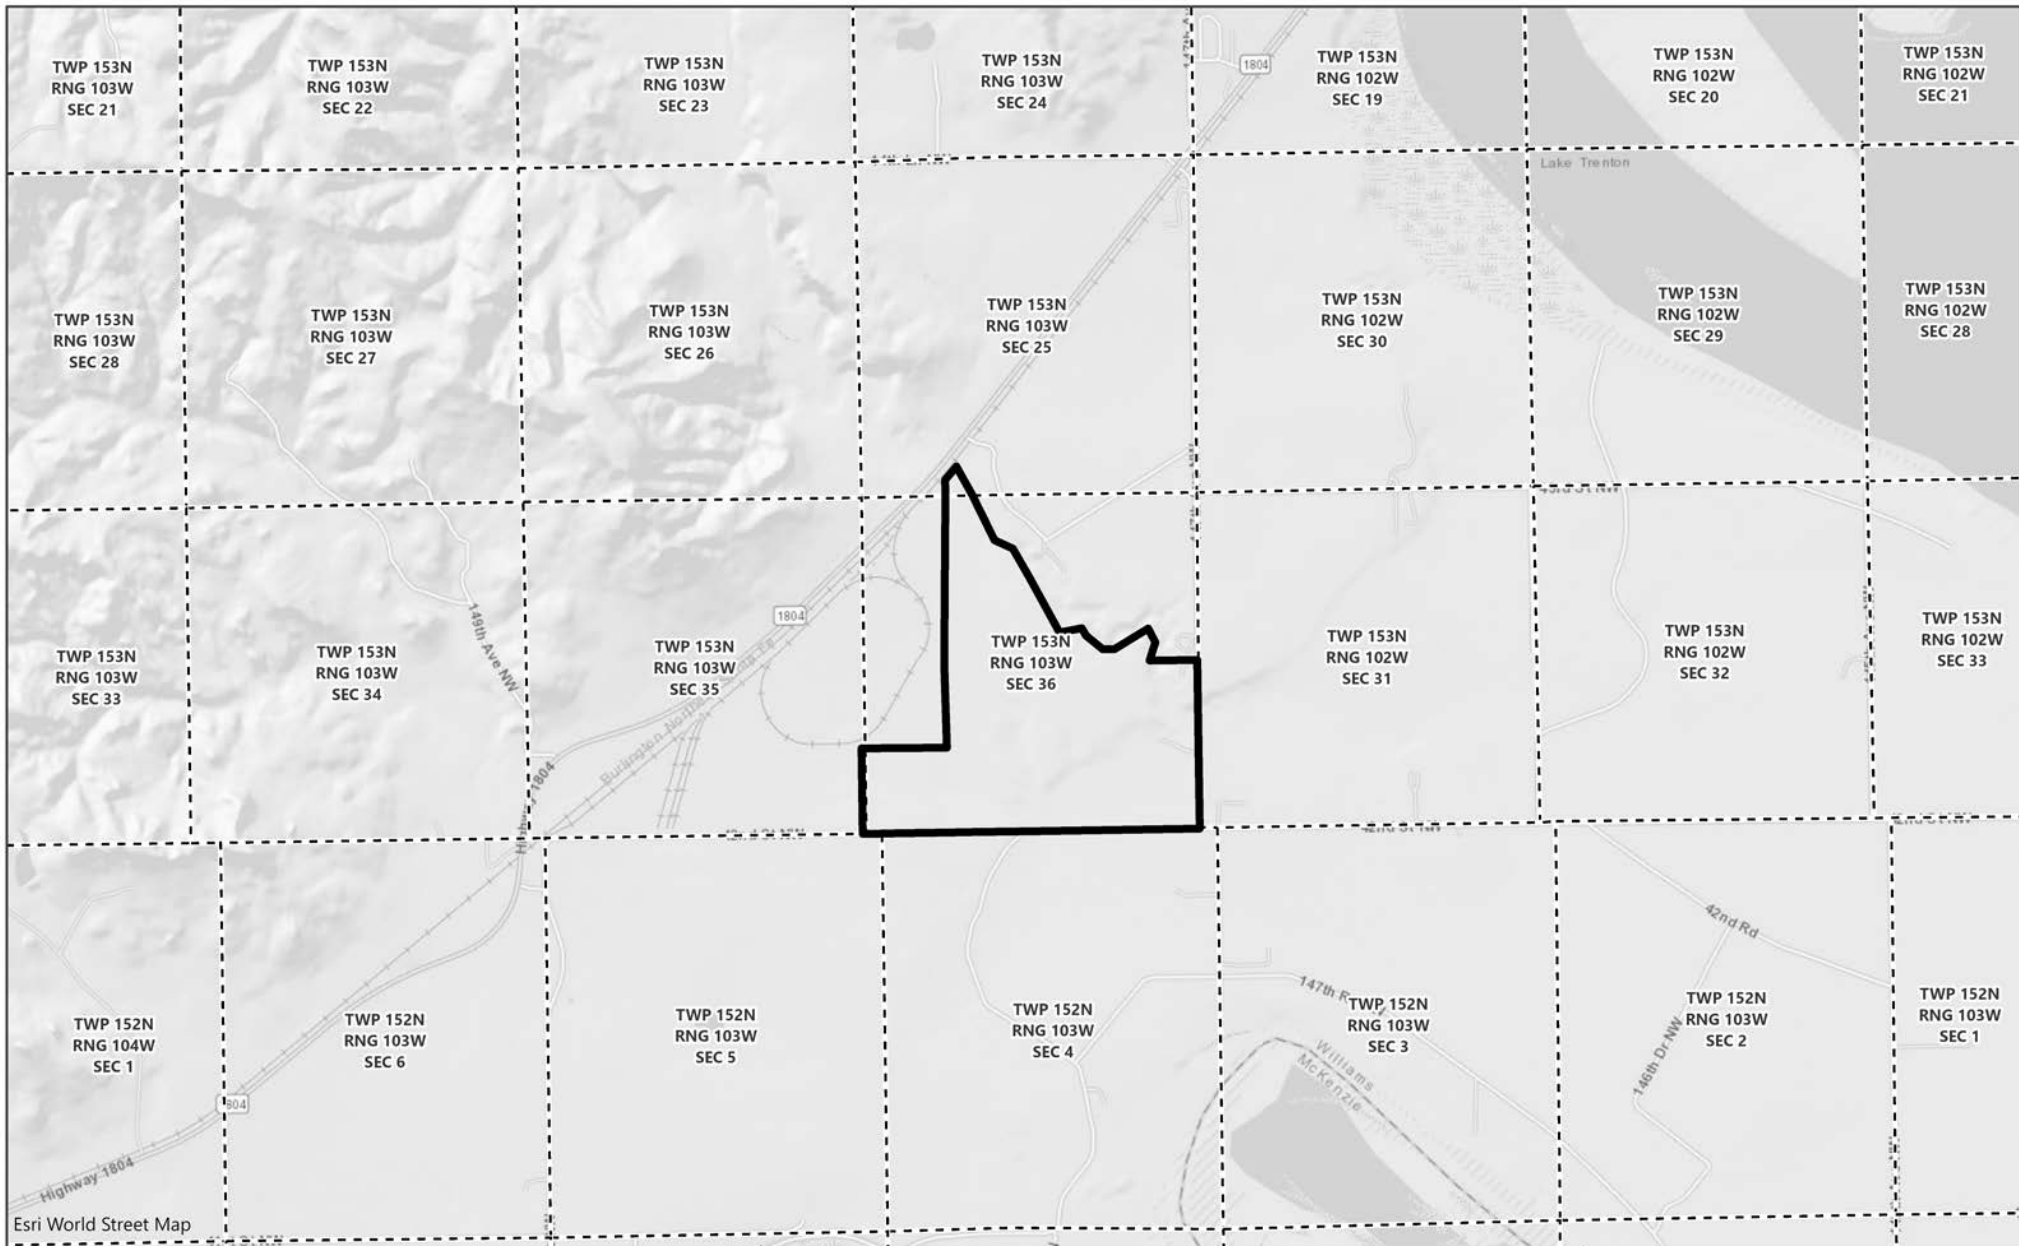 TWP 153N
RNG 103W
SEC 21
TWP 153N
RNG 103W
SEC 22
TWP 153N
RNG 103W
SEC 23
TWP 153N
RNG 103W
SEC 24
1804
TWP 153N
RNG 102W
SEC 19
TWP 153N
RNG 102W
SEC 20
TWP 153N
RNG 102W
SEC 21
Lake Trenton
TWP 153N
RNG 103W
SEC 28
TWP 153N
RNG 103W
SEC 27
TWP 153N
RNG 103W
SEC 26
TWP 153N
RNG 103W
SEC 25
TWP 153N
RNG 102W
SEC 30
TWP 153N
RNG 102W
SEC 29
TWP 153N
RNG 102W
SEC 28
TWP 153N
RNG 103W
SEC 33
TWP 153N
RNG 103W
SEC 34
149th Ave NW
TWP 153N
RNG 103W
SEC 35
1804
Burlington
TWP 153N
RNG 103W
SEC 36
TWP 153N
RNG 102W
SEC 31
TWP 153N
RNG 102W
SEC 32
TWP 153N
RNG 102W
SEC 33
1804
42nd St NW
TWP 152N
RNG 104W
SEC 1
TWP 152N
RNG 103W
SEC 6
TWP 152N
RNG 103W
SEC 5
TWP 152N
RNG 103W
SEC 4
147th
TWP 152N
RNG 103W
SEC 3
42nd Rd
TWP 152N
RNG 103W
SEC 2
146th Dr NW
TWP 152N
RNG 103W
SEC 1
Williams
McKenzie
804
Highway 1804
Esri World Street Map